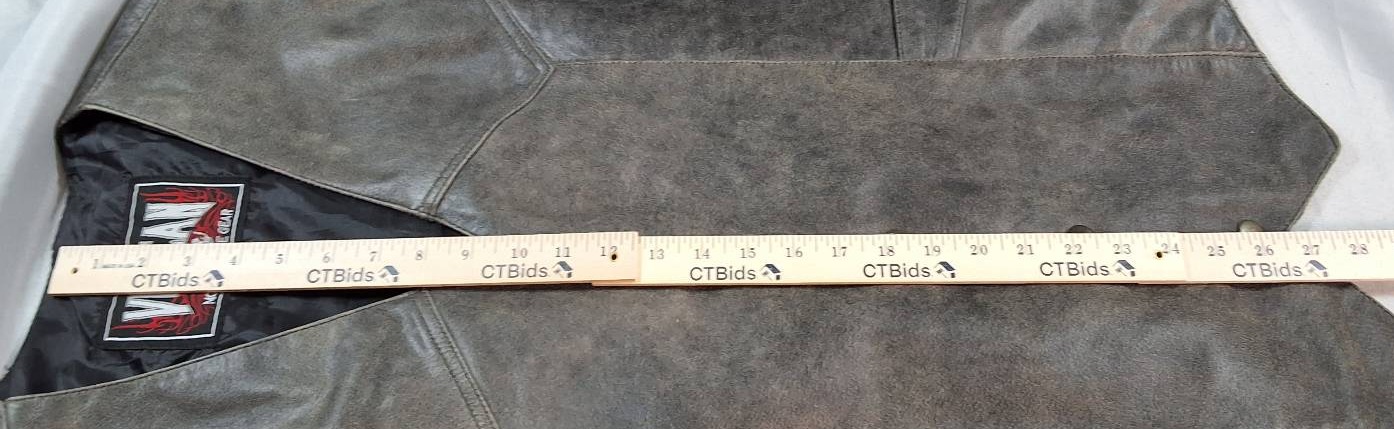 1 2 3 4 5 6 7 8 9 10 11 12 13 14 15 16 17 18 19 20 21 22 23 24 25 26 27 28
CTBids CTBids CTBids CTBids CTBids CTBids CTBids
GEAR